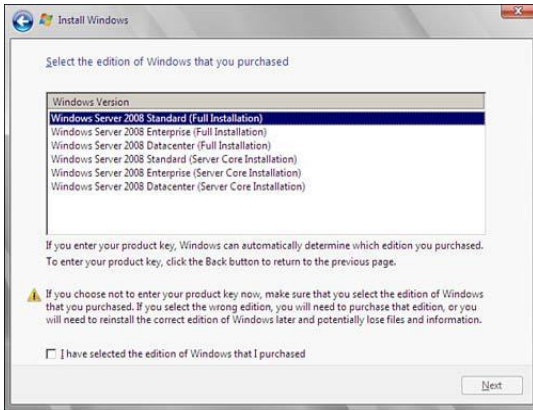 Install Windows
Select the edition of Windows that you purchased
Windows Version
Windows Server 2008 Standard (Full Installation)
Windows Server 2008 Enterprise (Full Installation)
Windows Server 2008 Datacenter (Full Installation)
Windows Server 2008 Standard (Server Core Installation)
Windows Server 2008 Enterprise (Server Core Installation)
Windows Server 2008 Datacenter (Server Core Installation)
If you enter your product key, Windows can automatically determine which edition you purchased.
To enter your product key, click the Back button to return to the previous page.
If you choose not to enter your product key now, make sure that you select the edition of Windows
that you purchased. If you select the wrong edition, you will need to purchase that edition, or you
will need to reinstall the correct edition of Windows later and potentially lose files and information.
I have selected the edition of Windows that I purchased
Next